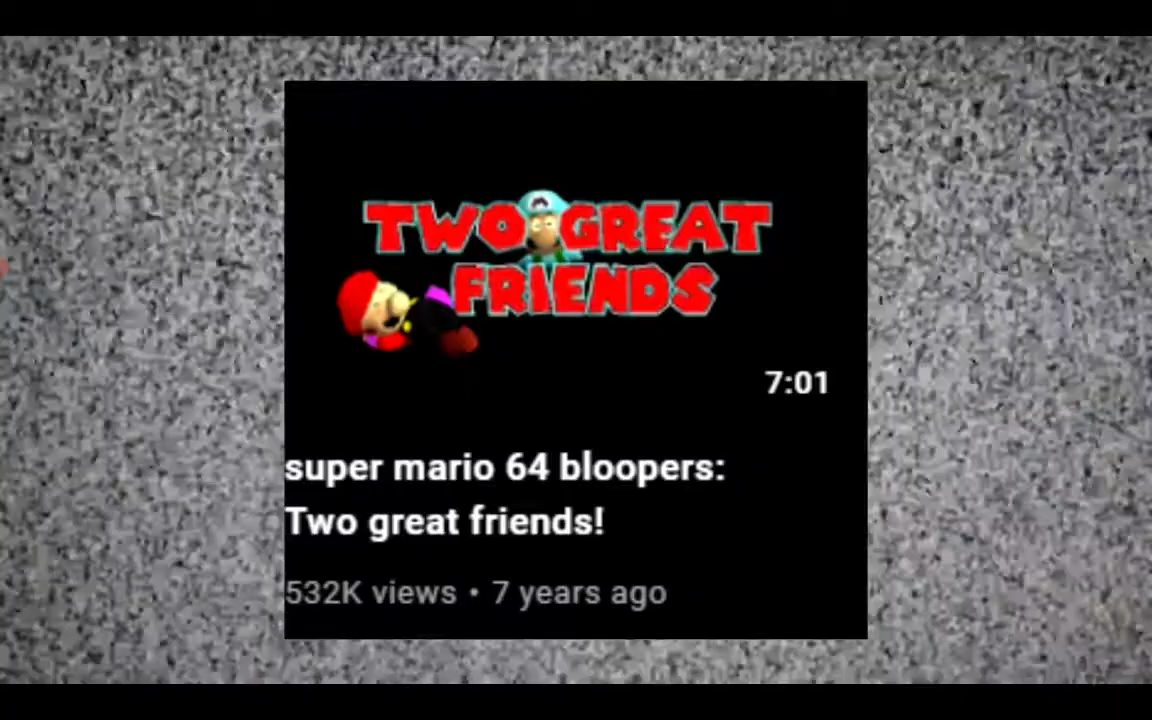 TWO GREAT
FRIENDS
7:01
super mario 64 bloopers:
Two great friends!
532K views • 7 years ago